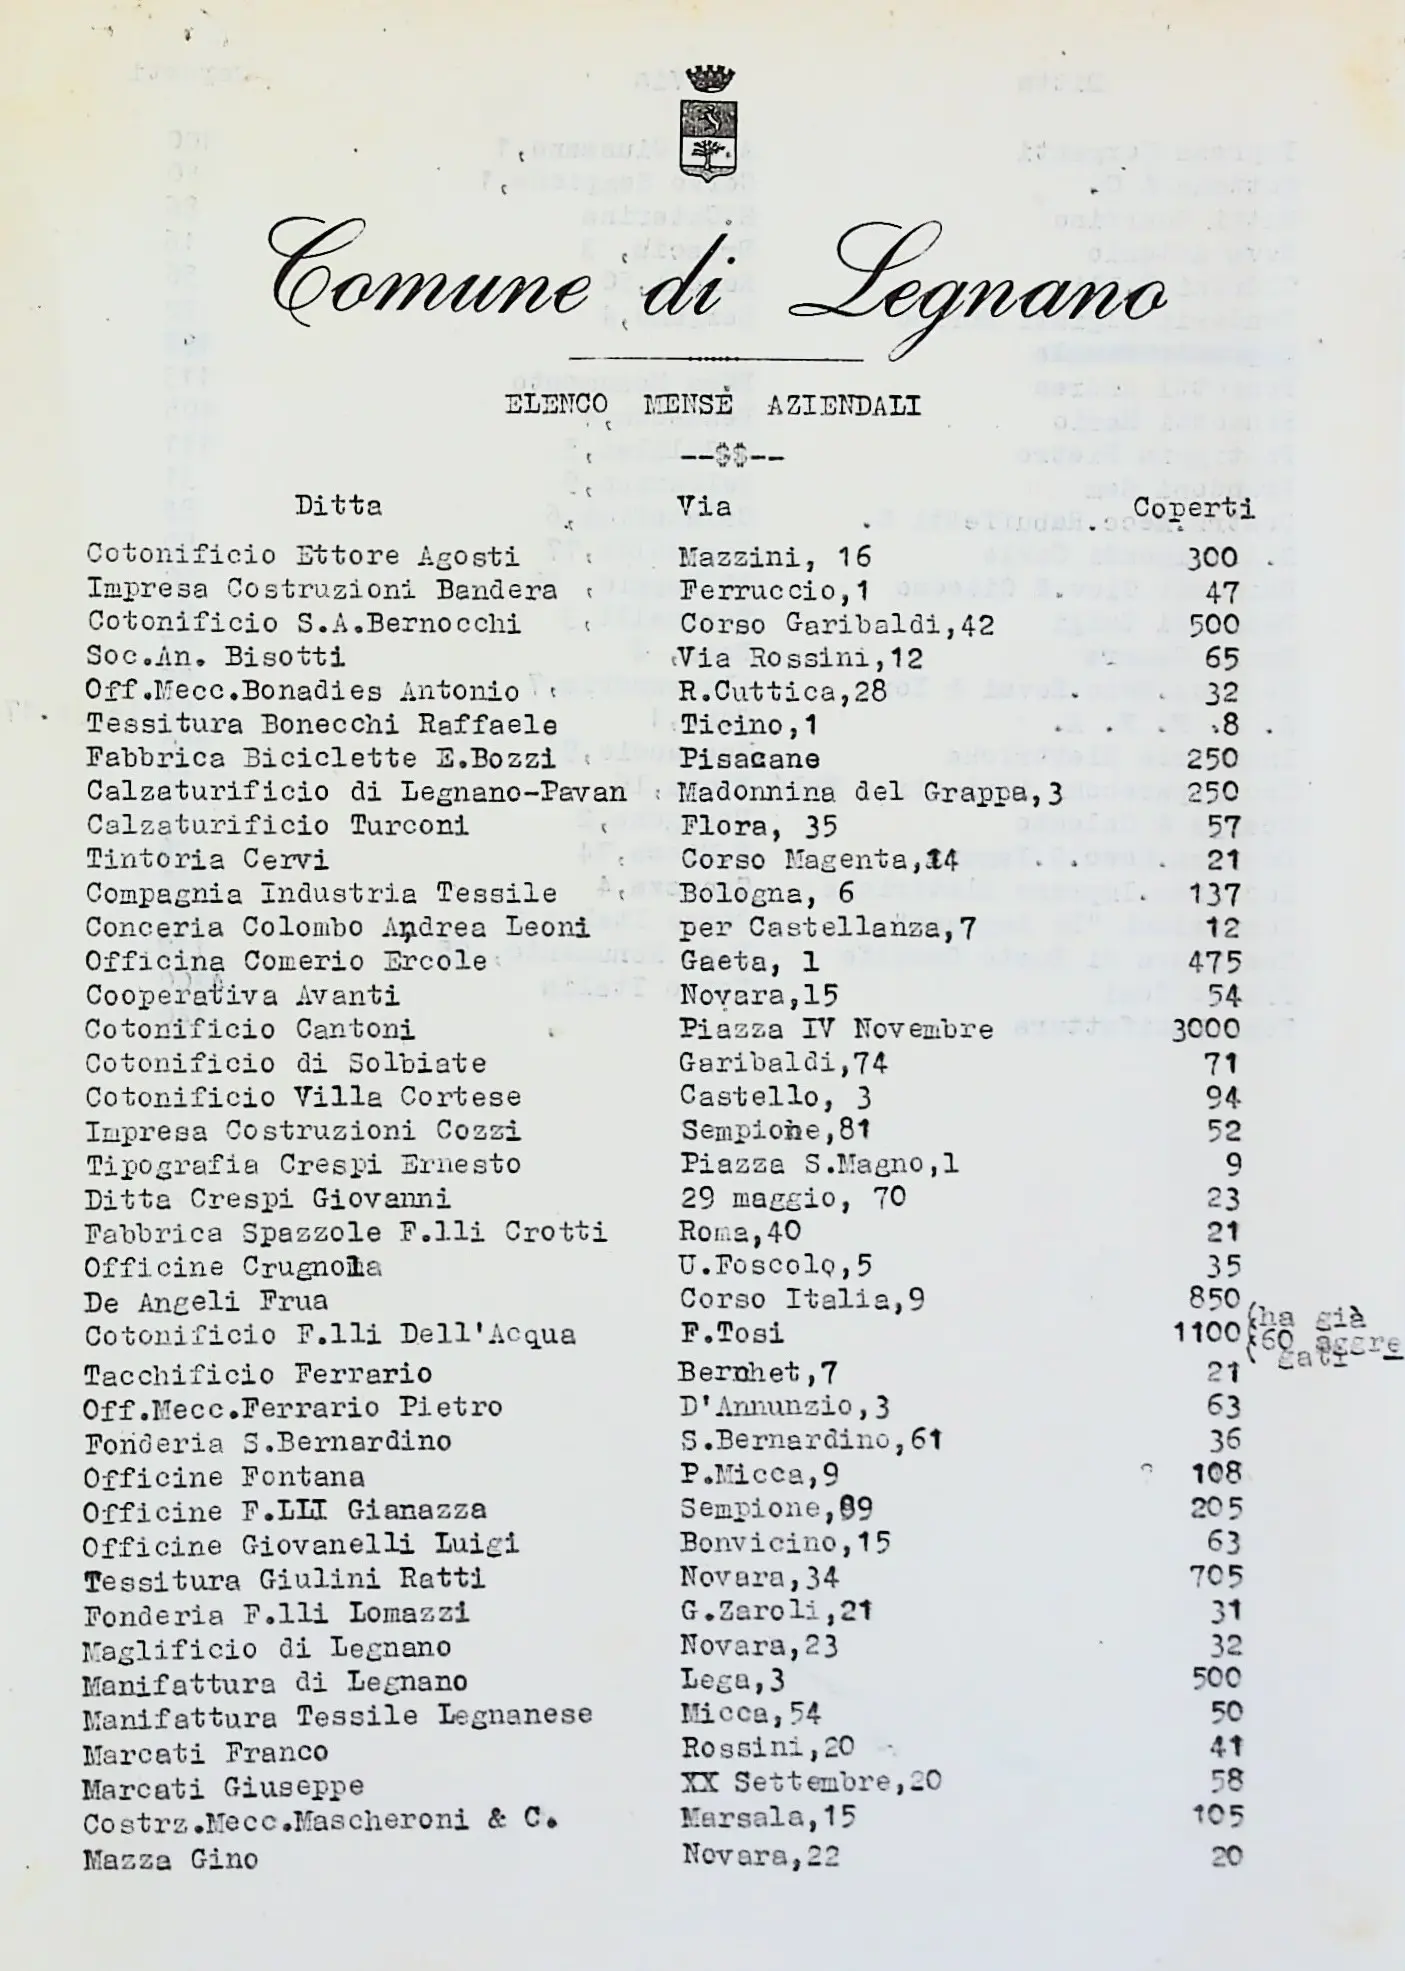 Comune di Legnano
ELENCO MENSE AZIENDALI
--$$--
Ditta Via Coperti
Cotonificio Ettore Agosti Mazzini, 16 300
Impresa Costruzioni Bandera Ferruccio,1 47
Cotonificio S.A.Bernocchi Corso Garibaldi,42 500
Soc.An. Bisotti Via Rossini,12 65
Off.Mecc.Bonadies Antonio R.Cuttica,28 32
Tessitura Bonecchi Raffaele Ticino,1 8
Fabbrica Biciclette E.Bozzi Pisacane 250
Calzaturificio di Legnano-Pavan Madonnina del Grappa,3 250
Calzaturificio Turconi Flora, 35 57
Tintoria Cervi Corso Magenta,14 21
Compagnia Industria Tessile Bologna, 6 137
Conceria Colombo Andrea Leoni per Castellanza,7 12
Officina Comerio Ercole Gaeta, 1 475
Cooperativa Avanti Novara,15 54
Cotonificio Cantoni Piazza IV Novembre 3000
Cotonificio di Solbiate Garibaldi,74 71
Cotonificio Villa Cortese Castello, 3 94
Impresa Costruzioni Cozzi Sempione,81 52
Tipografia Crespi Ernesto Piazza S.Magno,1 9
Ditta Crespi Giovanni 29 maggio, 70 23
Fabbrica Spazzole F.lli Crotti Roma,40 21
Officine Crugnola U.Foscolo,5 35
De Angeli Frua Corso Italia,9 850
Cotonificio F.lli Dell'Acqua F.Tosi 1100 (ha già
(60 aggre
( gati
Tacchificio Ferrario Bernhet,7 21
Off.Mecc.Ferrario Pietro D'Annunzio,3 63
Fonderia S.Bernardino S.Bernardino,61 36
Officine Fontana P.Micca,9 108
Officine F.LLI Gianazza Sempione, 205
Officine Giovanelli Luigi Bonvicino,15 63
Tessitura Giulini Ratti Novara,34 705
Fonderia F.lli Lomazzi G.Zaroli,21 31
Maglificio di Legnano Novara,23 32
Manifattura di Legnano Lega,3 500
Manifattura Tessile Legnanese Micca,54 50
Marcati Franco Rossini,20 41
Marcati Giuseppe XX Settembre,20 58
Costrz.Mecc.Mascheroni & C. Marsala,15 105
Mazza Gino Novara,22 20